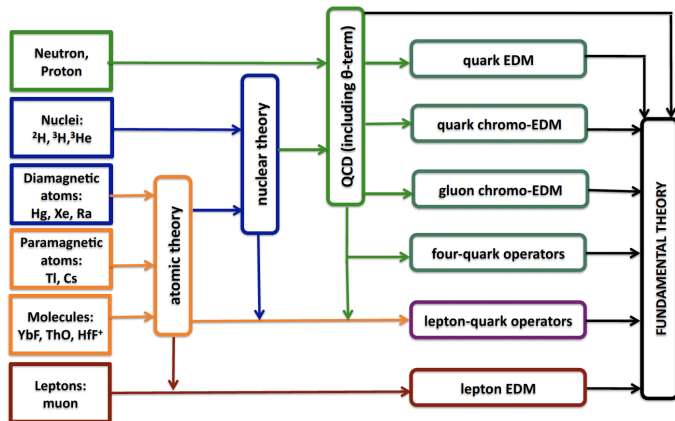 Neutron,
Proton
Nuclei:
²H, ³H,³He
Diamagnetic
atoms:
Hg, Xe, Ra
Paramagnetic
atoms:
Tl, Cs
Molecules:
YbF, ThO, HfF⁺
Leptons:
muon
atomic theory
nuclear theory
QCD (including θ-term)
quark EDM
quark chromo-EDM
gluon chromo-EDM
four-quark operators
lepton-quark operators
lepton EDM
FUNDAMENTAL THEORY